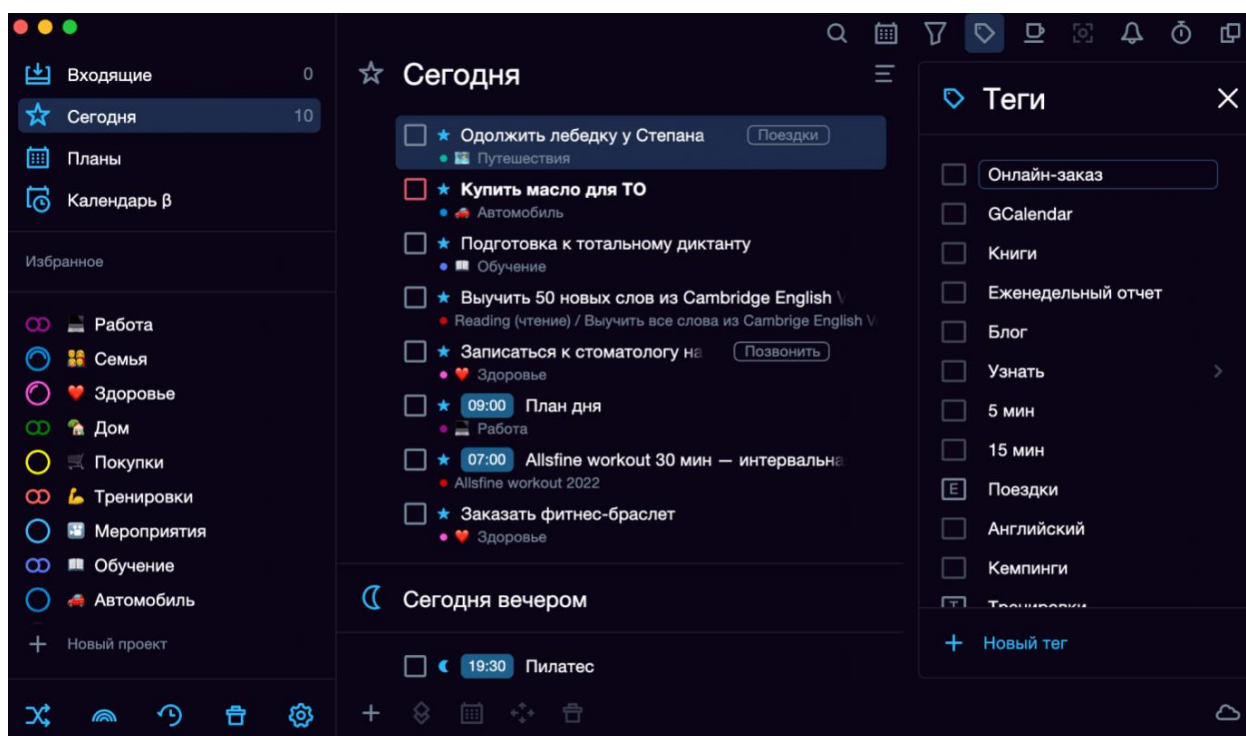 Входящие 0
Сегодня 10
Планы
Календарь β
Избранное
Работа
Семья
Здоровье
Дом
Покупки
Тренировки
Мероприятия
Обучение
Автомобиль
Новый проект
Сегодня
Одолжить лебедку у Степана Поездки
Путешествия
Купить масло для ТО
Автомобиль
Подготовка к тотальному диктанту
Обучение
Выучить 50 новых слов из Cambridge English
Reading (чтение) / Выучить все слова из Cambrige English
Записаться к стоматологу на Позвонить
Здоровье
09:00 План дня
Работа
07:00 Allsfine workout 30 мин — интервальна
Allsfine workout 2022
Заказать фитнес-браслет
Здоровье
Сегодня вечером
19:30 Пилатес
Теги
Онлайн-заказ
GCalendar
Книги
Еженедельный отчет
Блог
Узнать
5 мин
15 мин
E Поездки
Английский
Кемпинги
T Тренировки
Новый тег